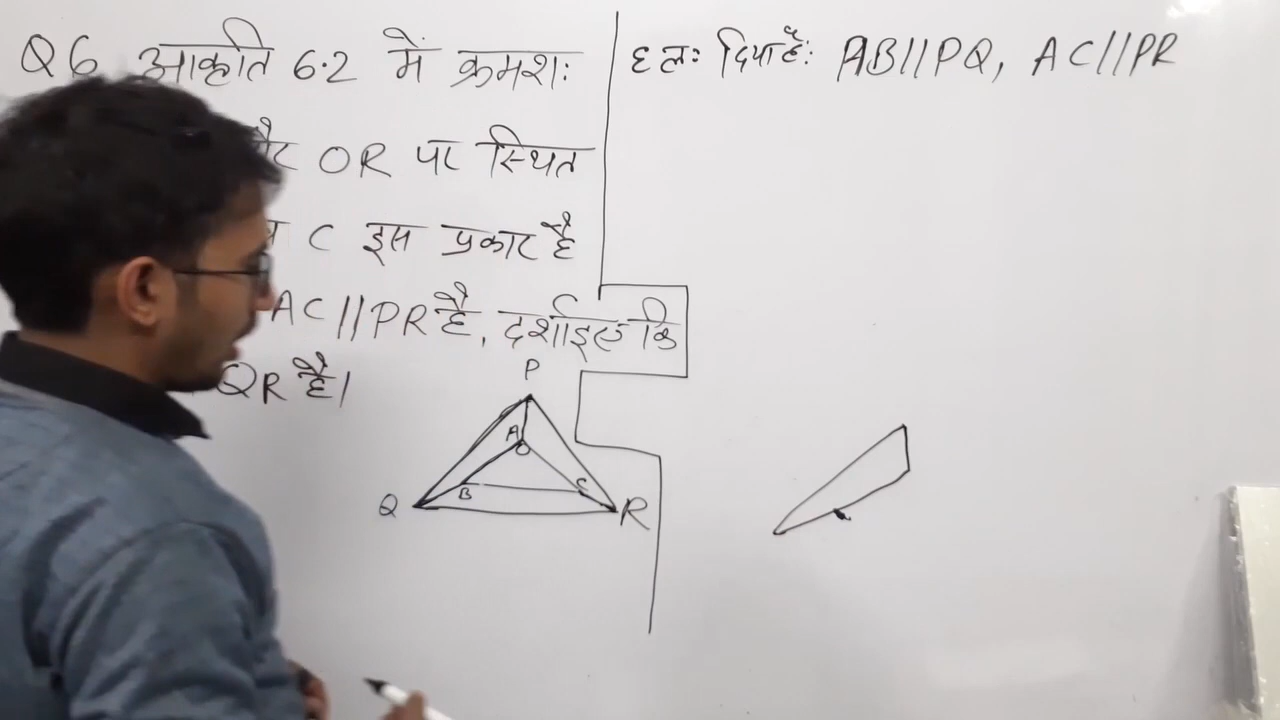 Q6 आकृति 6.2 में क्रमशः
OR पर स्थित
C इस प्रकार है
AC//PR है, दर्शाइए कि
QR है।
P
A
O
B
C
Q
R
हलः दिया हैः AB//PQ, AC//PR